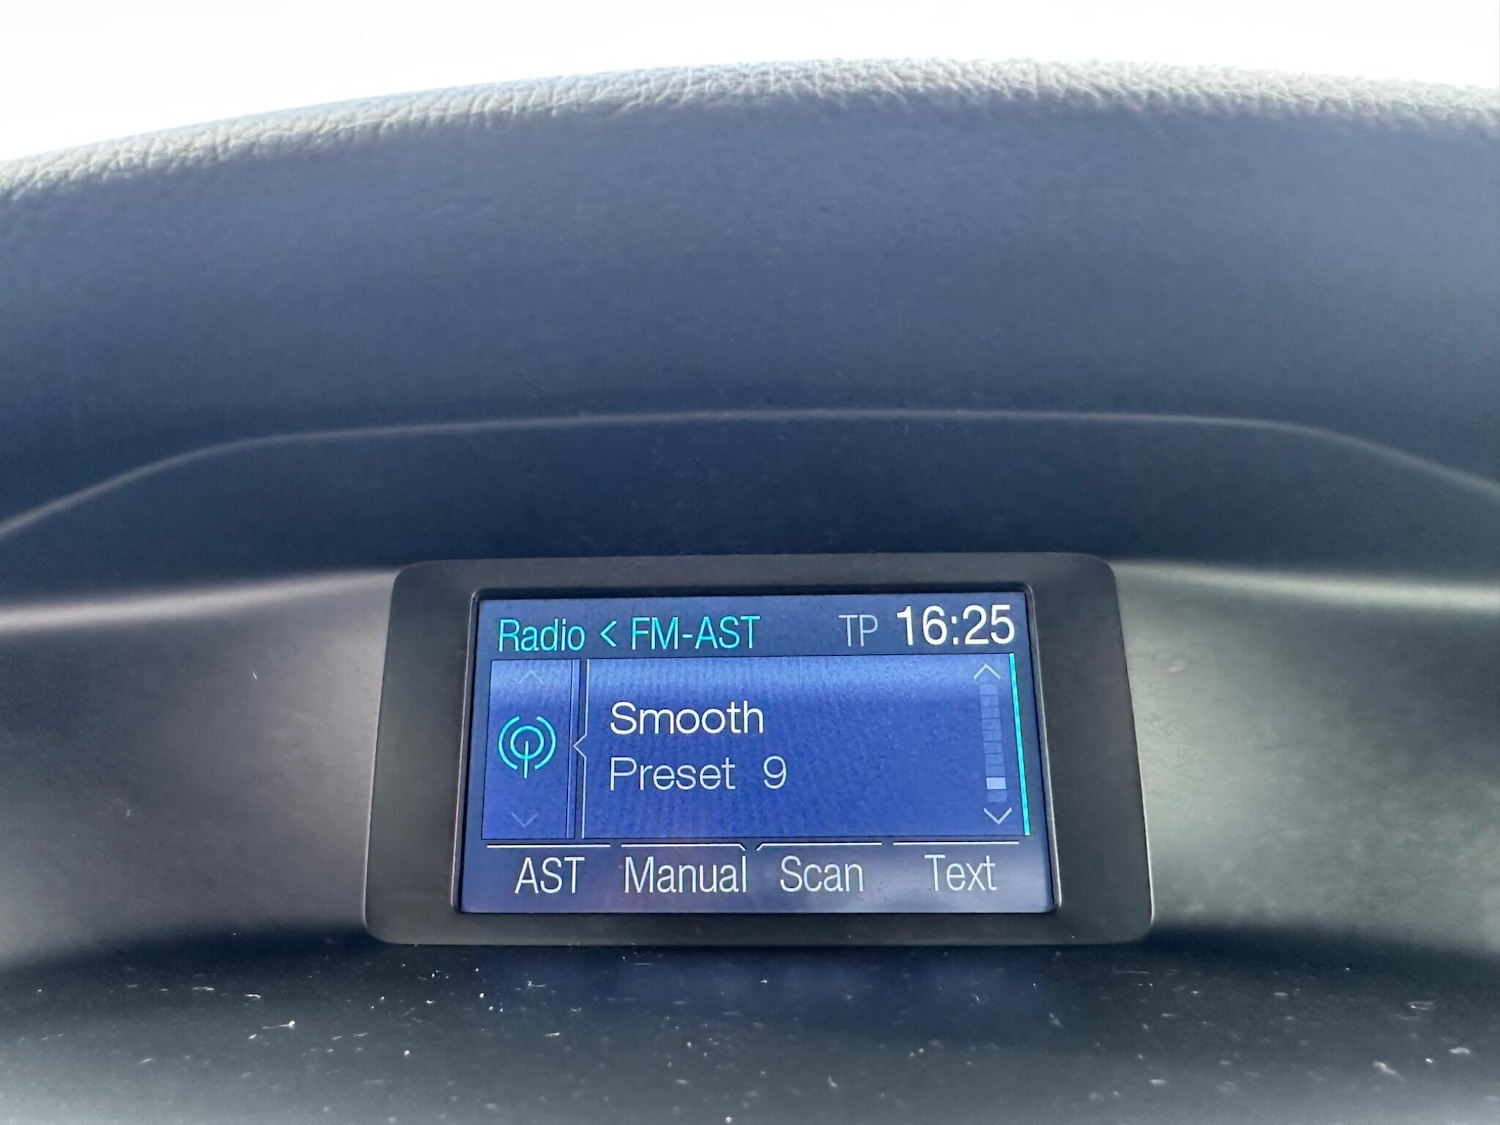 Radio < FM-AST TP 16:25
Smooth
Preset 9
AST Manual Scan Text